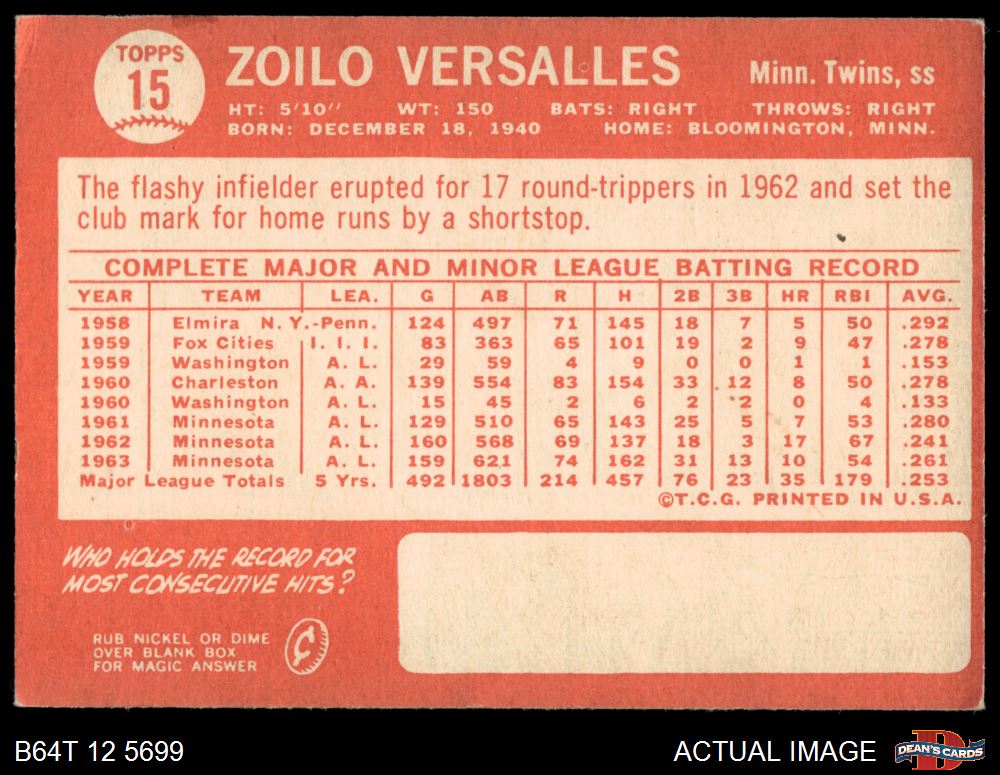 TOPPS
15
ZOILO VERSALLES
Minn. Twins, ss
HT: 5'10" WT: 150 BATS: RIGHT THROWS: RIGHT
BORN: DECEMBER 18, 1940 HOME: BLOOMINGTON, MINN.
The flashy infielder erupted for 17 round-trippers in 1962 and set the
club mark for home runs by a shortstop.
COMPLETE MAJOR AND MINOR LEAGUE BATTING RECORD
YEAR TEAM LEA. G AB R H 2B 3B HR RBI AVG.
1958 Elmira N. Y.-Penn. 124 497 71 145 18 7 5 50 .292
1959 Fox Cities I. I. I. 83 363 65 101 19 2 9 47 .278
1959 Washington A. L. 29 59 4 9 0 0 1 1 .153
1960 Charleston A. A. 139 554 83 154 33 12 8 50 .278
1960 Washington A. L. 15 45 2 6 2 2 0 4 .133
1961 Minnesota A. L. 129 510 65 143 25 5 7 53 .280
1962 Minnesota A. L. 160 568 69 137 18 3 17 67 .241
1963 Minnesota A. L. 159 621 74 162 31 13 10 54 .261
Major League Totals 5 Yrs. 492 1803 214 457 76 23 35 179 .253
©T.C.G. PRINTED IN U.S.A.
WHO HOLDS THE RECORD FOR
MOST CONSECUTIVE HITS?
RUB NICKEL OR DIME
OVER BLANK BOX
FOR MAGIC ANSWER
¢
B64T 12 5699
ACTUAL IMAGE
DEAN'S CARDS